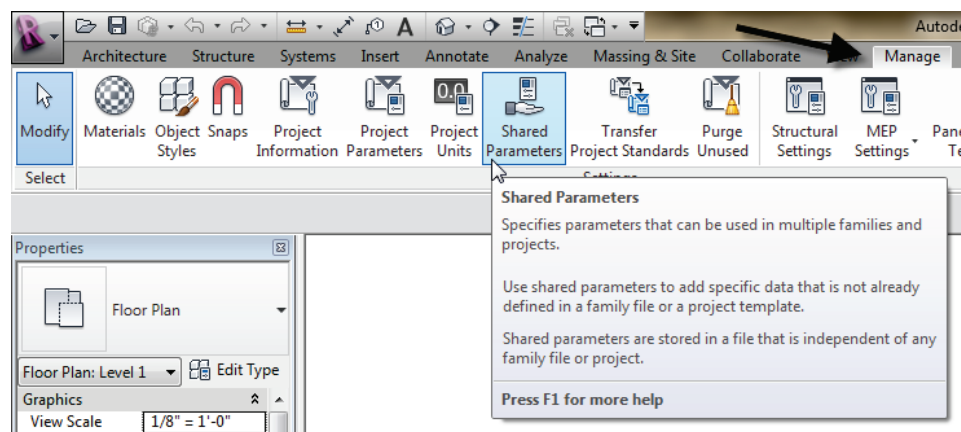 Autode
Architecture Structure Systems Insert Annotate Analyze Massing & Site Collaborate Manage
Modify Materials Object Styles Snaps Project Information Project Parameters Project Units Shared Parameters Transfer Project Standards Purge Unused Structural Settings MEP Settings
Select
Shared Parameters
Specifies parameters that can be used in multiple families and
projects.
Use shared parameters to add specific data that is not already
defined in a family file or a project template.
Shared parameters are stored in a file that is independent of any
family file or project.
Press F1 for more help
Properties
Floor Plan
Floor Plan: Level 1 Edit Type
Graphics
View Scale 1/8" = 1'-0"